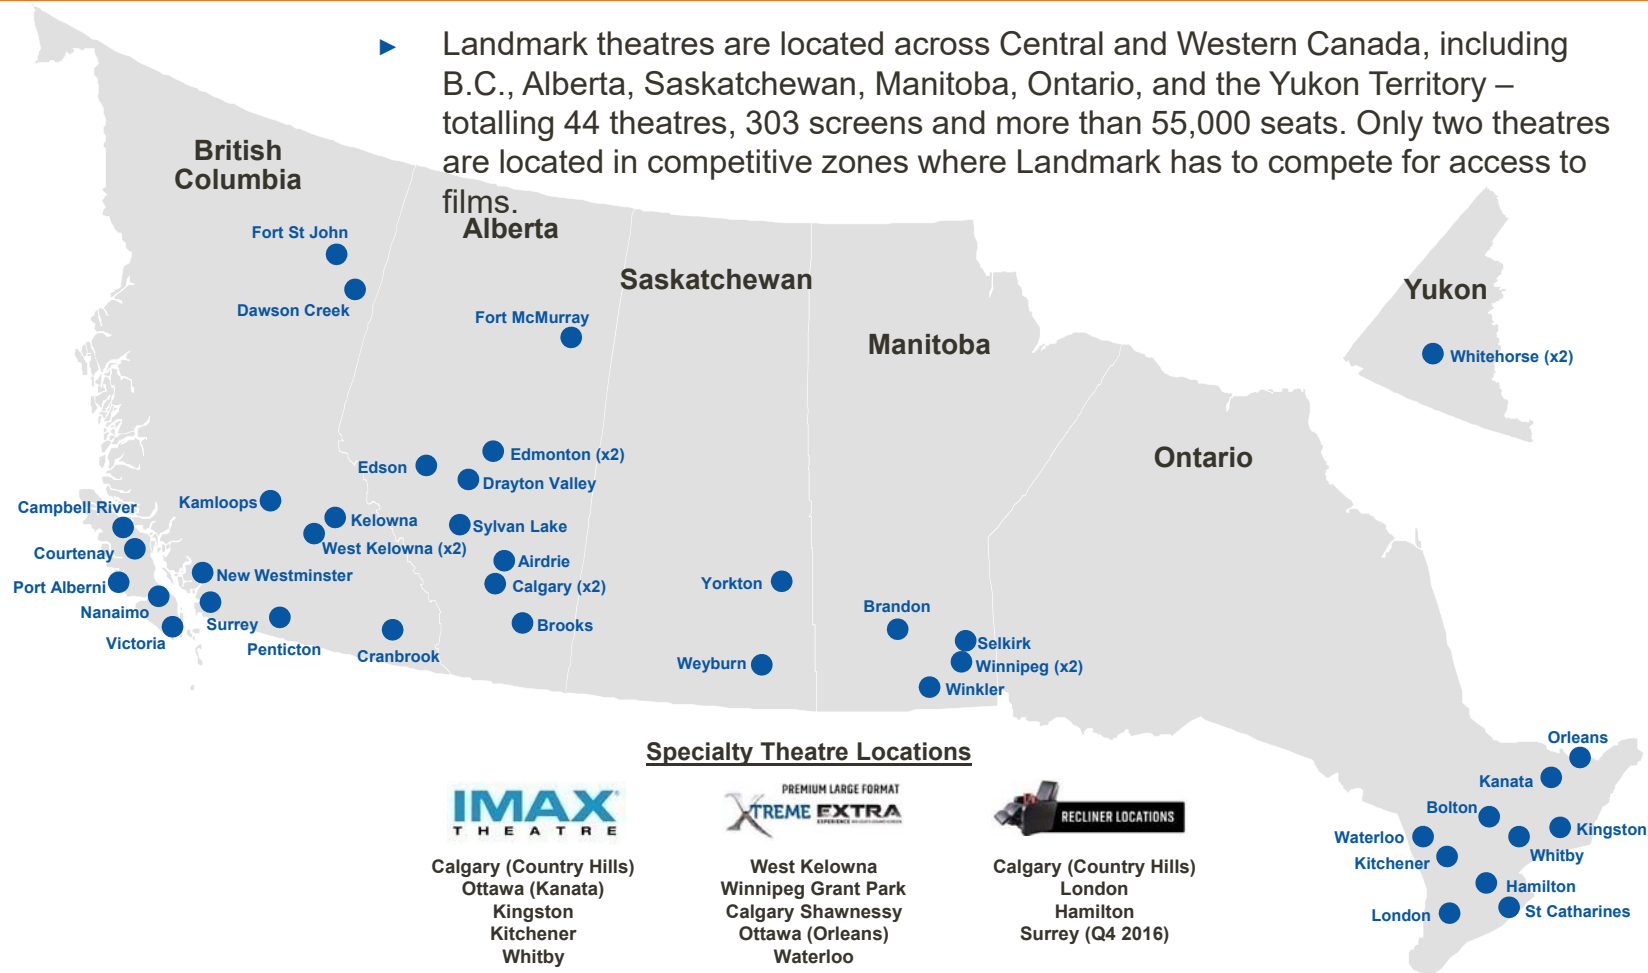 ► Landmark theatres are located across Central and Western Canada, including
B.C., Alberta, Saskatchewan, Manitoba, Ontario, and the Yukon Territory –
totalling 44 theatres, 303 screens and more than 55,000 seats. Only two theatres
are located in competitive zones where Landmark has to compete for access to
films.
British
Columbia
Alberta
Saskatchewan
Manitoba
Ontario
Yukon
Fort St John
Dawson Creek
Fort McMurray
Whitehorse (x2)
Edmonton (x2)
Edson
Drayton Valley
Kamloops
Campbell River
Kelowna
Sylvan Lake
West Kelowna (x2)
Courtenay
Airdrie
New Westminster
Port Alberni
Calgary (x2)
Yorkton
Nanaimo
Surrey
Brooks
Brandon
Victoria
Penticton
Cranbrook
Selkirk
Weyburn
Winnipeg (x2)
Winkler
Orleans
Kanata
Bolton
Kingston
Waterloo
Whitby
Kitchener
Hamilton
London
St Catharines
Specialty Theatre Locations
IMAX®
THEATRE
Calgary (Country Hills)
Ottawa (Kanata)
Kingston
Kitchener
Whitby
PREMIUM LARGE FORMAT
XTREME EXTRA
EXPERIENCE
West Kelowna
Winnipeg Grant Park
Calgary Shawnessy
Ottawa (Orleans)
Waterloo
RECLINER LOCATIONS
Calgary (Country Hills)
London
Hamilton
Surrey (Q4 2016)